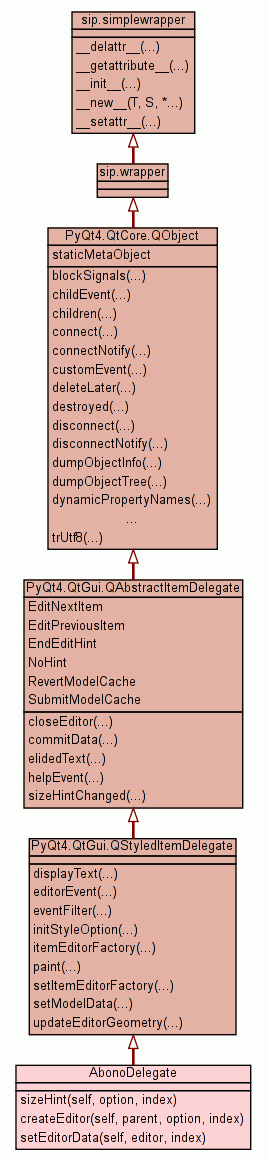 sip.simplewrapper
__delattr__(...)
__getattribute__(...)
__init__(...)
__new__(T, S, *...)
__setattr__(...)
sip.wrapper
PyQt4.QtCore.QObject
staticMetaObject
blockSignals(...)
childEvent(...)
children(...)
connect(...)
connectNotify(...)
customEvent(...)
deleteLater(...)
destroyed(...)
disconnect(...)
disconnectNotify(...)
dumpObjectInfo(...)
dumpObjectTree(...)
dynamicPropertyNames(...)
...
trUtf8(...)
PyQt4.QtGui.QAbstractItemDelegate
EditNextItem
EditPreviousItem
EndEditHint
NoHint
RevertModelCache
SubmitModelCache
closeEditor(...)
commitData(...)
elidedText(...)
helpEvent(...)
sizeHintChanged(...)
PyQt4.QtGui.QStyledItemDelegate
displayText(...)
editorEvent(...)
eventFilter(...)
initStyleOption(...)
itemEditorFactory(...)
paint(...)
setItemEditorFactory(...)
setModelData(...)
updateEditorGeometry(...)
AbonoDelegate
sizeHint(self, option, index)
createEditor(self, parent, option, index)
setEditorData(self, editor, index)